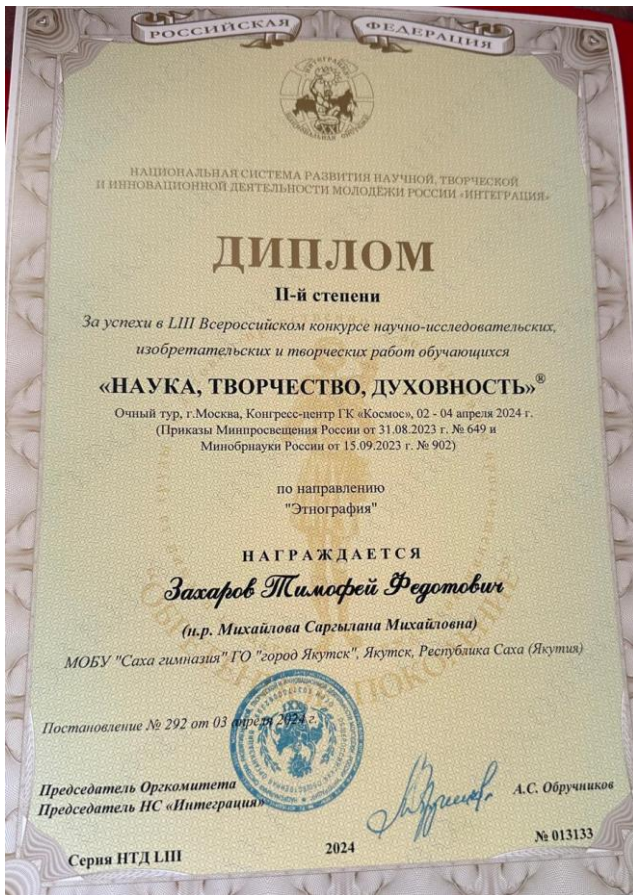 РОССИЙСКАЯ ФЕДЕРАЦИЯ
ИНТЕГРАЦИЯ
XXI
НАЦИОНАЛЬНАЯ СИСТЕМА РАЗВИТИЯ НАУЧНОЙ, ТВОРЧЕСКОЙ
И ИННОВАЦИОННОЙ ДЕЯТЕЛЬНОСТИ МОЛОДЕЖИ РОССИИ «ИНТЕГРАЦИЯ»
ДИПЛОМ
II-й степени
За успехи в LIII Всероссийском конкурсе научно-исследовательских,
изобретательских и творческих работ обучающихся
«НАУКА, ТВОРЧЕСТВО, ДУХОВНОСТЬ»®
Очный тур, г.Москва, Конгресс-центр ГК «Космос», 02 - 04 апреля 2024 г.
(Приказы Минпросвещения России от 31.08.2023 г. № 649 и
Минобрнауки России от 15.09.2023 г. № 902)
по направлению
"Этнография"
НАГРАЖДАЕТСЯ
Захаров Тимофей Федотович
(н.р. Михайлова Саргылана Михайловна)
МОБУ "Саха гимназия" ГО "город Якутск", Якутск, Республика Саха (Якутия)
Постановление № 292 от 03 апреля 2024 г.
Председатель Оргкомитета
Председатель НС «Интеграция»
А.С. Обручников
Серия НТД LIII
2024
№ 013133